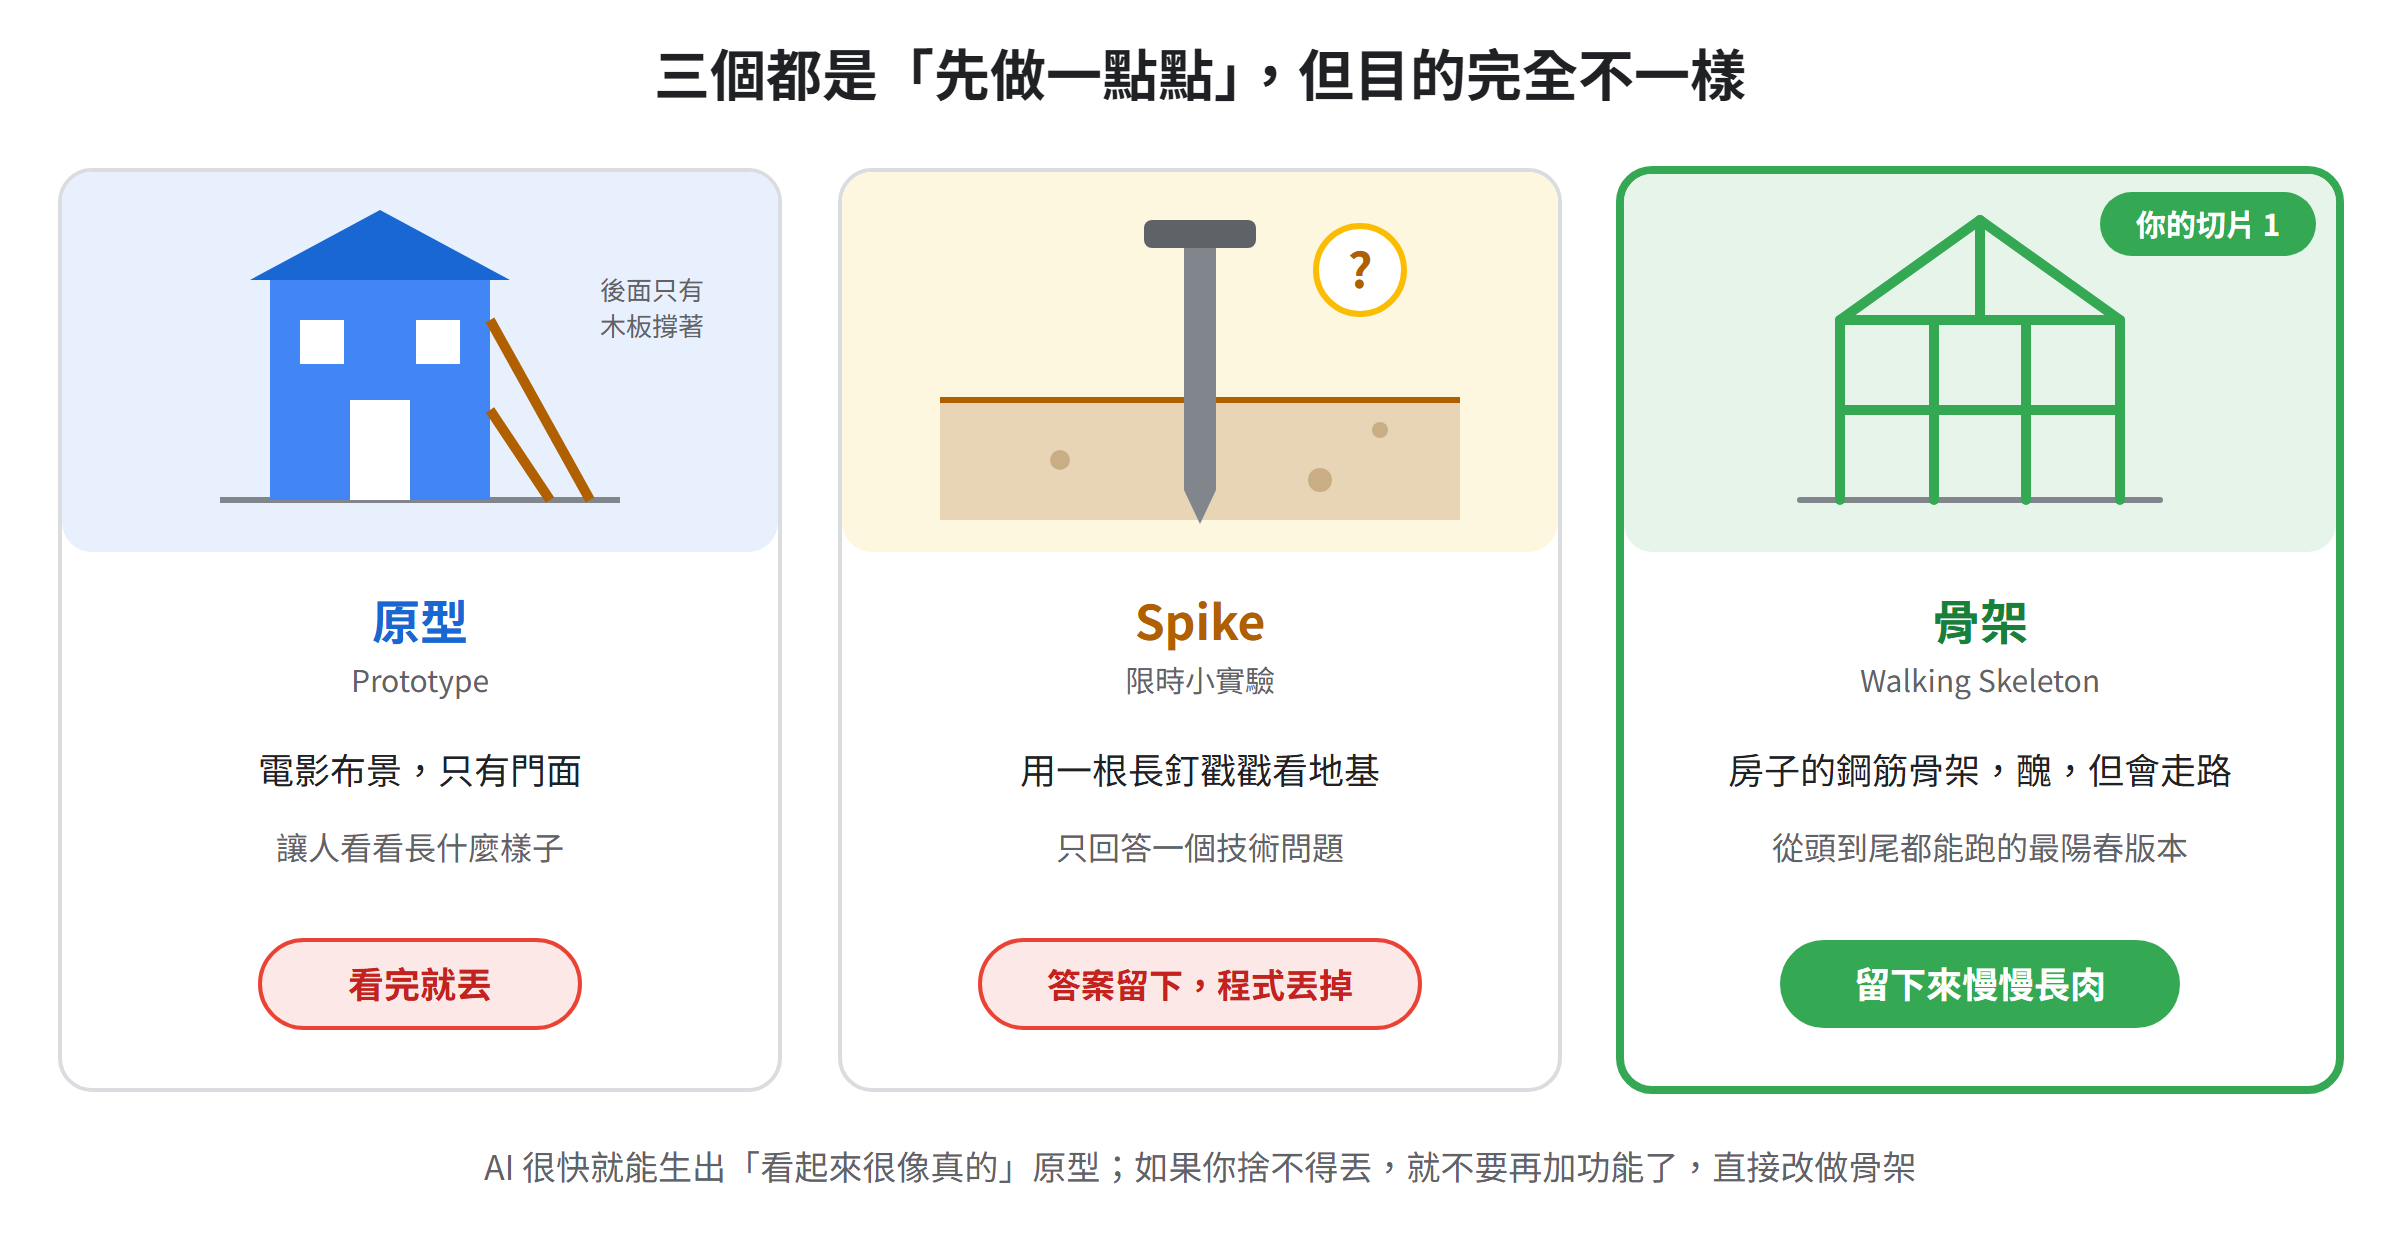 三個都是「先做一點點」，但目的完全不一樣
後面只有
木板撐著
原型
Prototype
電影布景，只有門面
讓人看看長什麼樣子
看完就丟
?
Spike
限時小實驗
用一根長釘戳戳看地基
只回答一個技術問題
答案留下，程式丟掉
你的切片 1
骨架
Walking Skeleton
房子的鋼筋骨架，醜，但會走路
從頭到尾都能跑的最陽春版本
留下來慢慢長肉
AI 很快就能生出「看起來很像真的」原型；如果你捨不得丟，就不要再加功能了，直接改做骨架